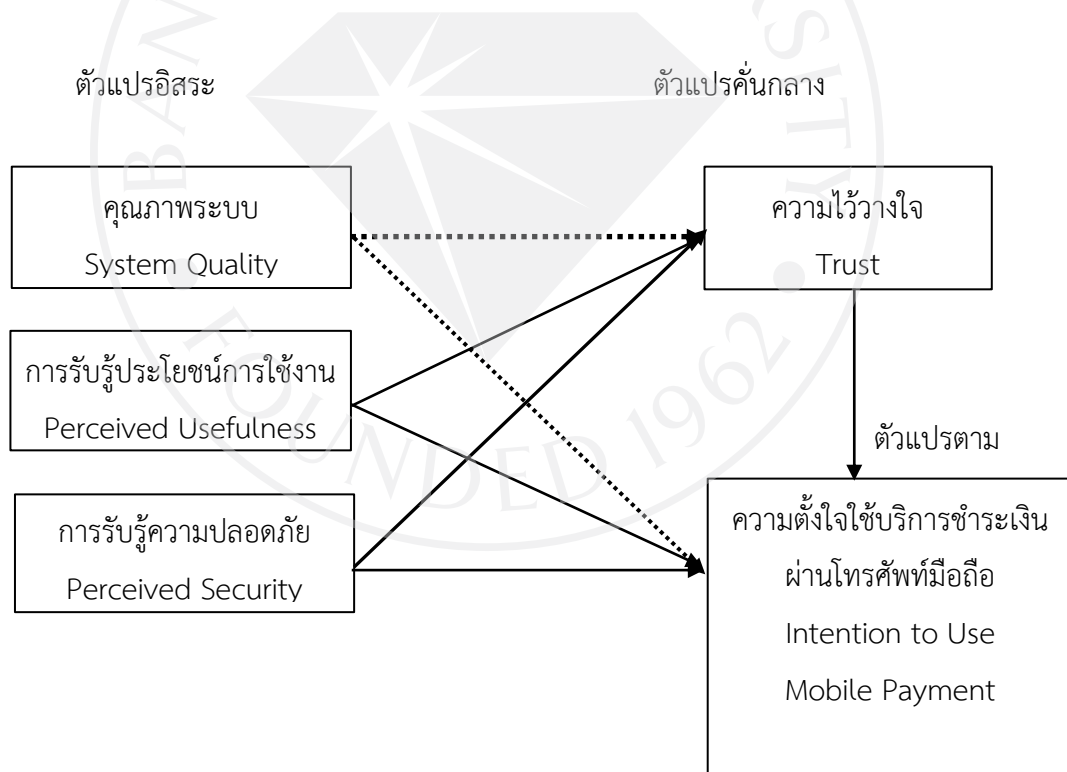 ตัวแปรอิสระ
ตัวแปรคั่นกลาง
คุณภาพระบบ
System Quality
ความไว้วางใจ
Trust
การรับรู้ประโยชน์การใช้งาน
Perceived Usefulness
ตัวแปรตาม
การรับรู้ความปลอดภัย
Perceived Security
ความตั้งใจใช้บริการชำระเงิน
ผ่านโทรศัพท์มือถือ
Intention to Use
Mobile Payment
BAN
SITY
FOUNDED 1962